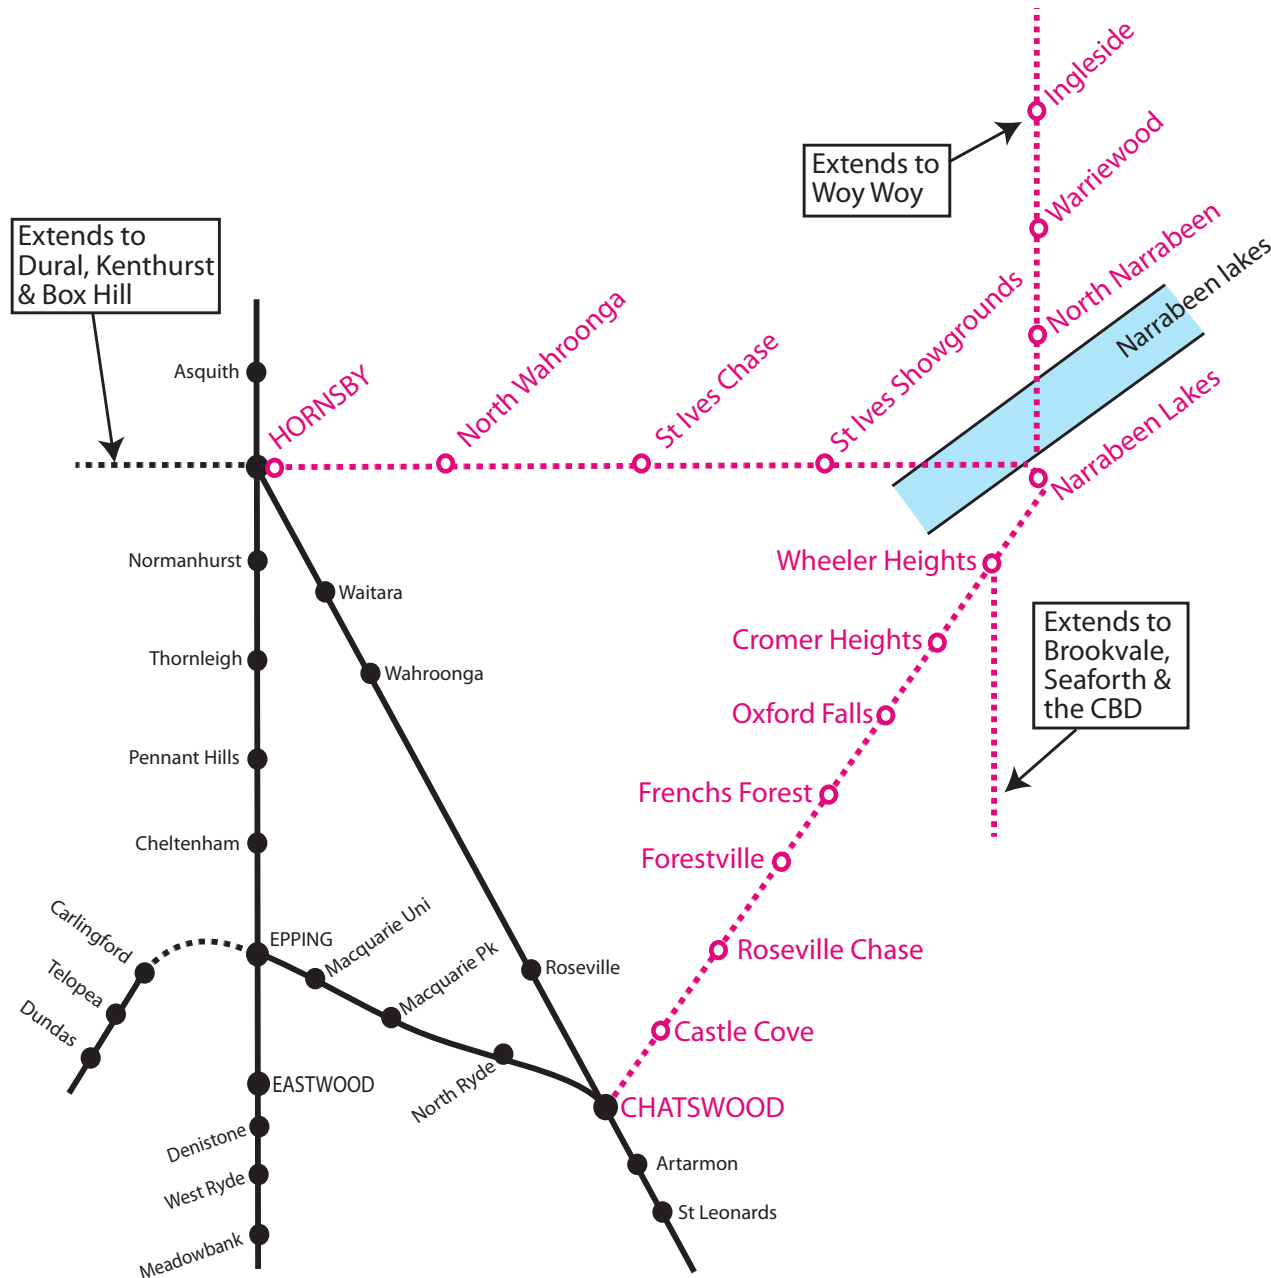 Ingleside
Extends to
Woy Woy
Warriewood
North Narrabeen
Narrabeen lakes
Extends to
Dural, Kenthurst
& Box Hill
Asquith
HORNSBY
North Wahroonga
St Ives Chase
St Ives Showgrounds
Narrabeen Lakes
Normanhurst
Waitara
Wheeler Heights
Extends to
Brookvale,
Seaforth &
the CBD
Thornleigh
Wahroonga
Cromer Heights
Oxford Falls
Pennant Hills
Frenchs Forest
Cheltenham
Forestville
Carlingford
EPPING
Macquarie Uni
Macquarie Pk
Roseville
Roseville Chase
Telopea
Dundas
Castle Cove
North Ryde
EASTWOOD
CHATSWOOD
Denistone
Artarmon
West Ryde
St Leonards
Meadowbank